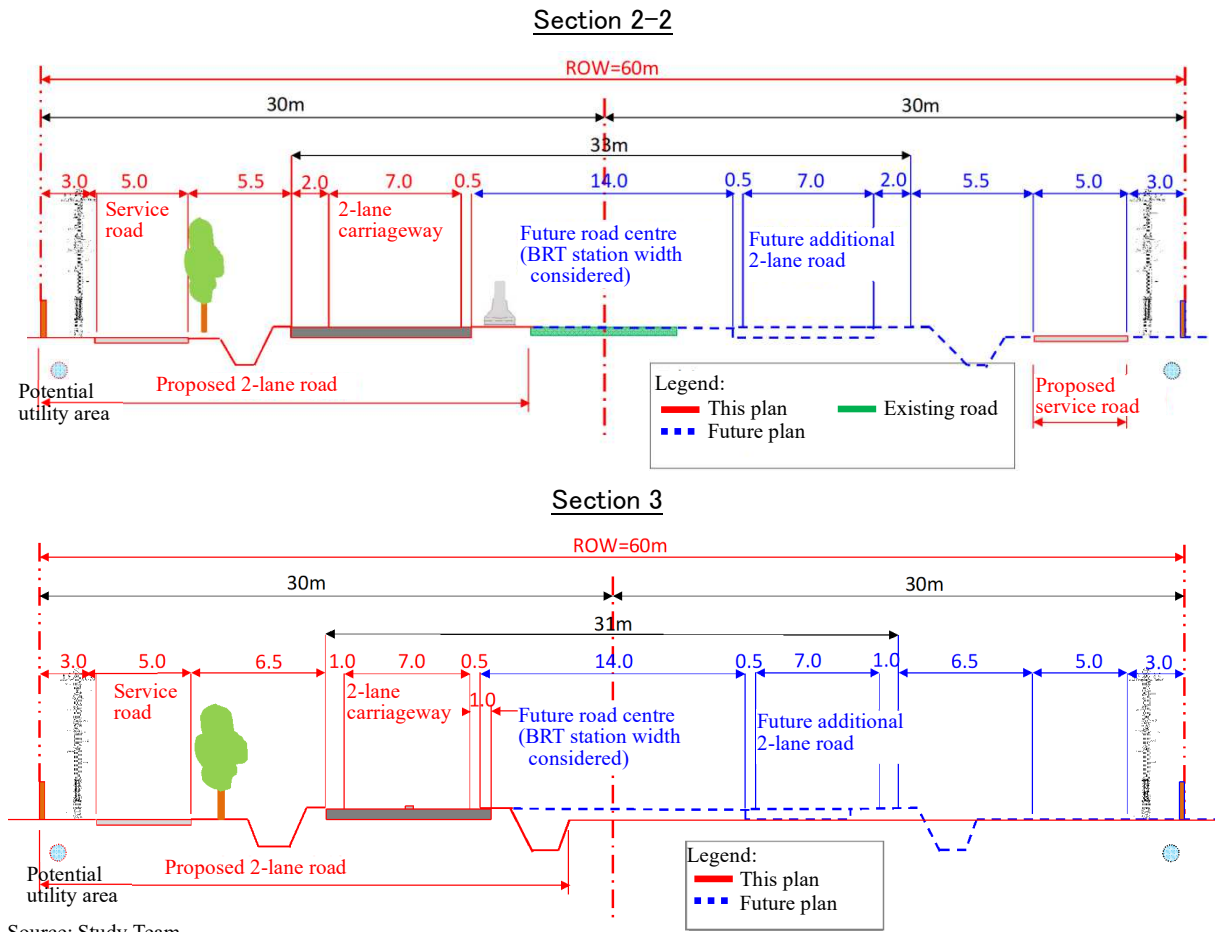 Section 2-2
ROW=60m
30m 30m
33m
3.0 5.0 5.5 2.0 7.0 0.5 14.0 0.5 7.0 2.0 5.5 5.0 3.0
Service
road
2-lane
carriageway
Future road centre
(BRT station width
considered)
Future additional
2-lane road
Potential
utility area
Proposed 2-lane road
Legend:
This plan Existing road
Future plan
Proposed
service road
Section 3
ROW=60m
30m 30m
31m
3.0 5.0 6.5 1.0 7.0 0.5 14.0 0.5 7.0 1.0 6.5 5.0 3.0
Service
road
2-lane
carriageway
1.0
Future road centre
(BRT station width
considered)
Future additional
2-lane road
Potential
utility area
Proposed 2-lane road
Legend:
This plan
Future plan
Source: Study Team